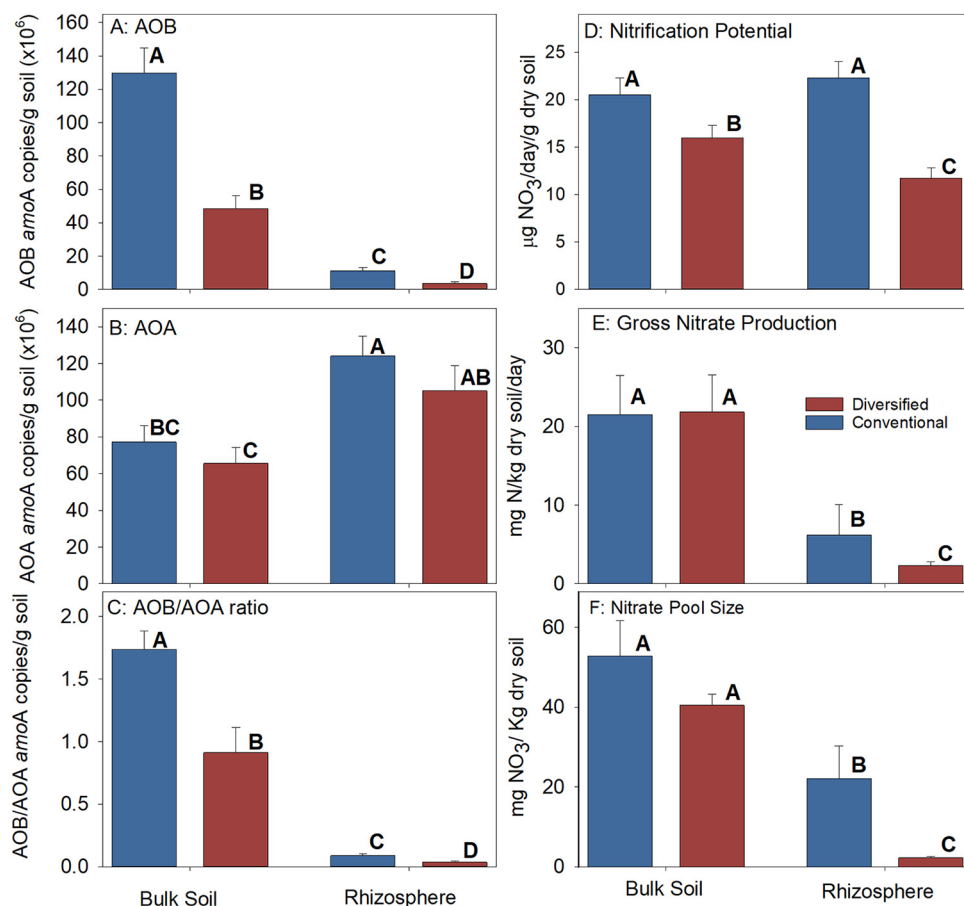 A: AOB
AOB amoA copies/g soil (x10⁶)
160
140
120
100
80
60
40
20
0
A
B
C
D
B: AOA
AOA amoA copies/g soil (x10⁶)
140
120
100
80
60
40
20
0
BC
C
A
AB
C: AOB/AOA ratio
AOB/AOA amoA copies/g soil
2.0
1.5
1.0
0.5
0.0
A
B
C
D
Bulk Soil
Rhizosphere
D: Nitrification Potential
µg NO₃/day/g dry soil
25
20
15
10
5
0
A
B
A
C
E: Gross Nitrate Production
mg N/kg dry soil/day
30
20
10
0
A
A
B
C
Diversified
Conventional
F: Nitrate Pool Size
mg NO₃/ Kg dry soil
60
40
20
0
A
A
B
C
Bulk Soil
Rhizosphere